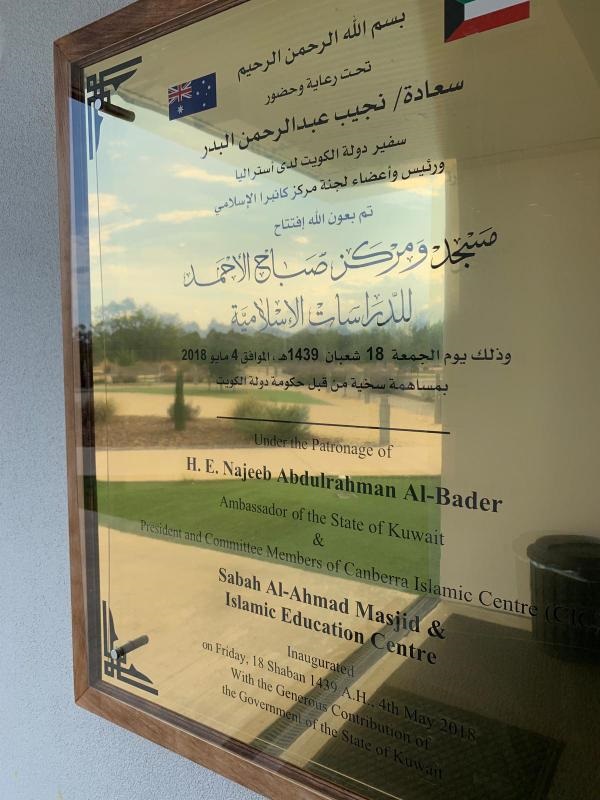 بسم الله الرحمن الرحيم
تحت رعاية وحضور
سعادة/ نجيب عبدالرحمن البدر
سفير دولة الكويت لدى أستراليا
ورئيس وأعضاء لجنة مركز كانبرا الإسلامي
تم بعون الله إفتتاح
مسجد ومركز صباح الأحمد
للدراسات الإسلامية
وذلك يوم الجمعة 18 شعبان 1439هـ ، الموافق 4 مايو 2018
بمساهمة سخية من قبل حكومة دولة الكويت
Under the Patronage of
H. E. Najeeb Abdulrahman Al-Bader
Ambassador of the State of Kuwait
&
President and Committee Members of Canberra Islamic Centre (CIC)
Sabah Al-Ahmad Masjid &
Islamic Education Centre
Inaugurated
on Friday, 18 Shaban 1439 A.H., 4th May 2018
With the Generous Contribution of
the Government of the State of Kuwait